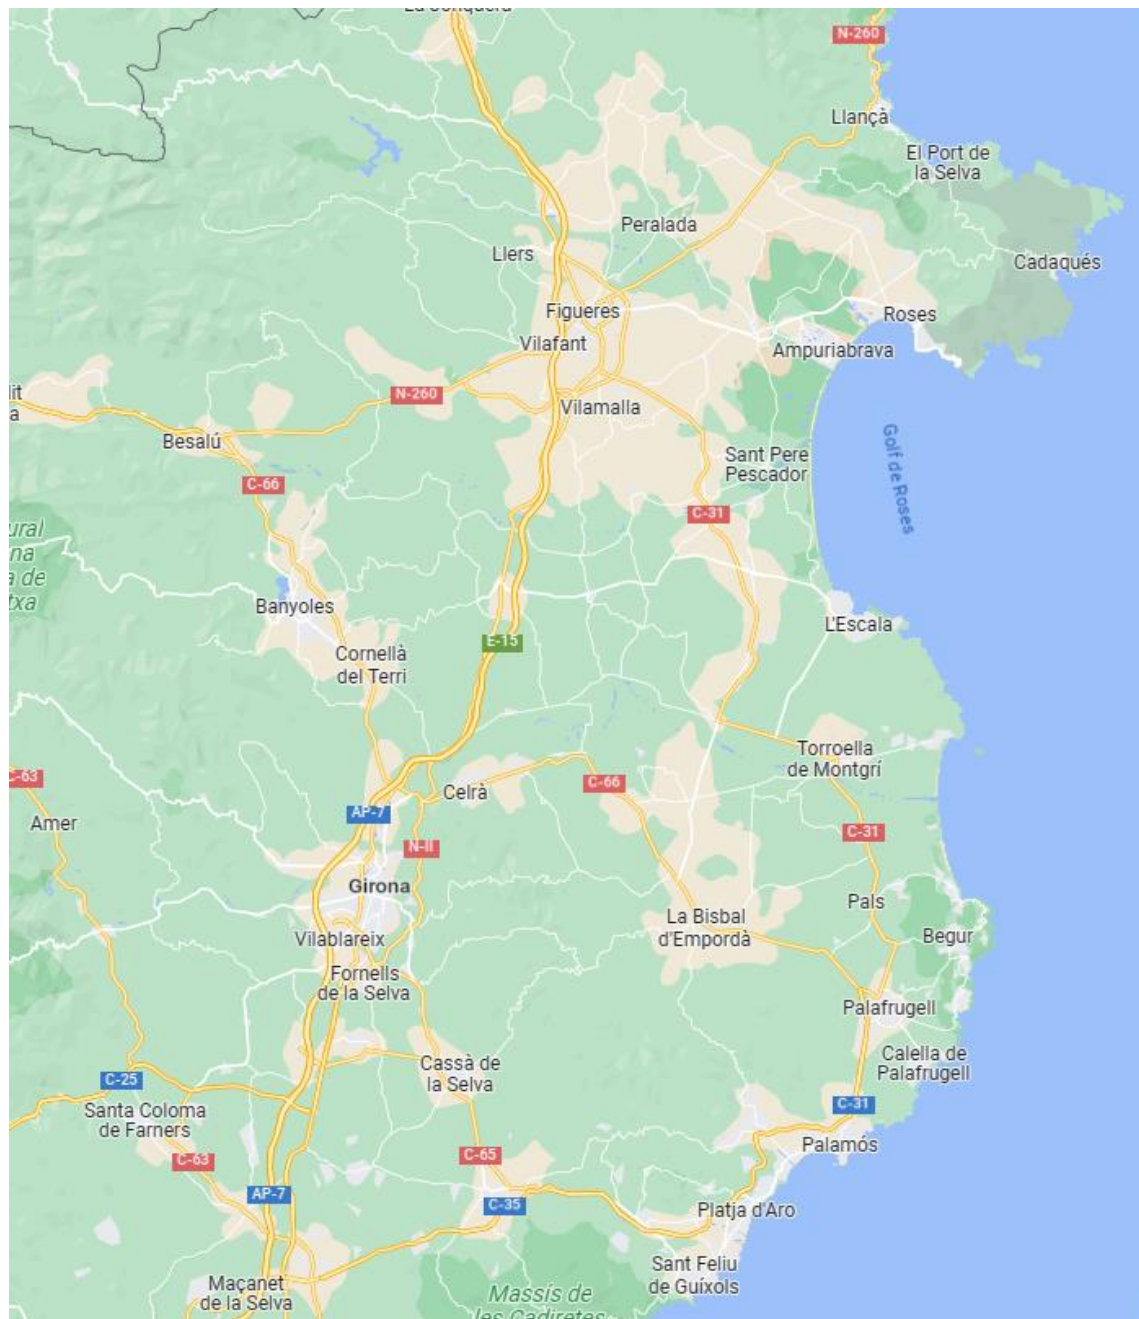 La Jonquera
N-260
Llançà
El Port de
la Selva
Peralada
Llers
Cadaqués
Figueres
Roses
Vilafant
Ampuriabrava
N-260
Vilamalla
Besalú
Golf de Roses
Sant Pere
Pescador
C-66
C-31
Banyoles
L'Escala
E-15
Cornellà
del Terri
Torroella
de Montgrí
C-63
C-66
Celrà
AP-7
Amer
C-31
N-II
Girona
Pals
La Bisbal
d'Empordà
Begur
Vilablareix
Fornells
de la Selva
Palafrugell
Cassà de
la Selva
Calella de
Palafrugell
C-25
C-31
Santa Coloma
de Farners
Palamós
C-63
C-65
AP-7
C-35
Platja d'Aro
Sant Feliu
de Guíxols
Maçanet
de la Selva
Massís de
les Cadiretes